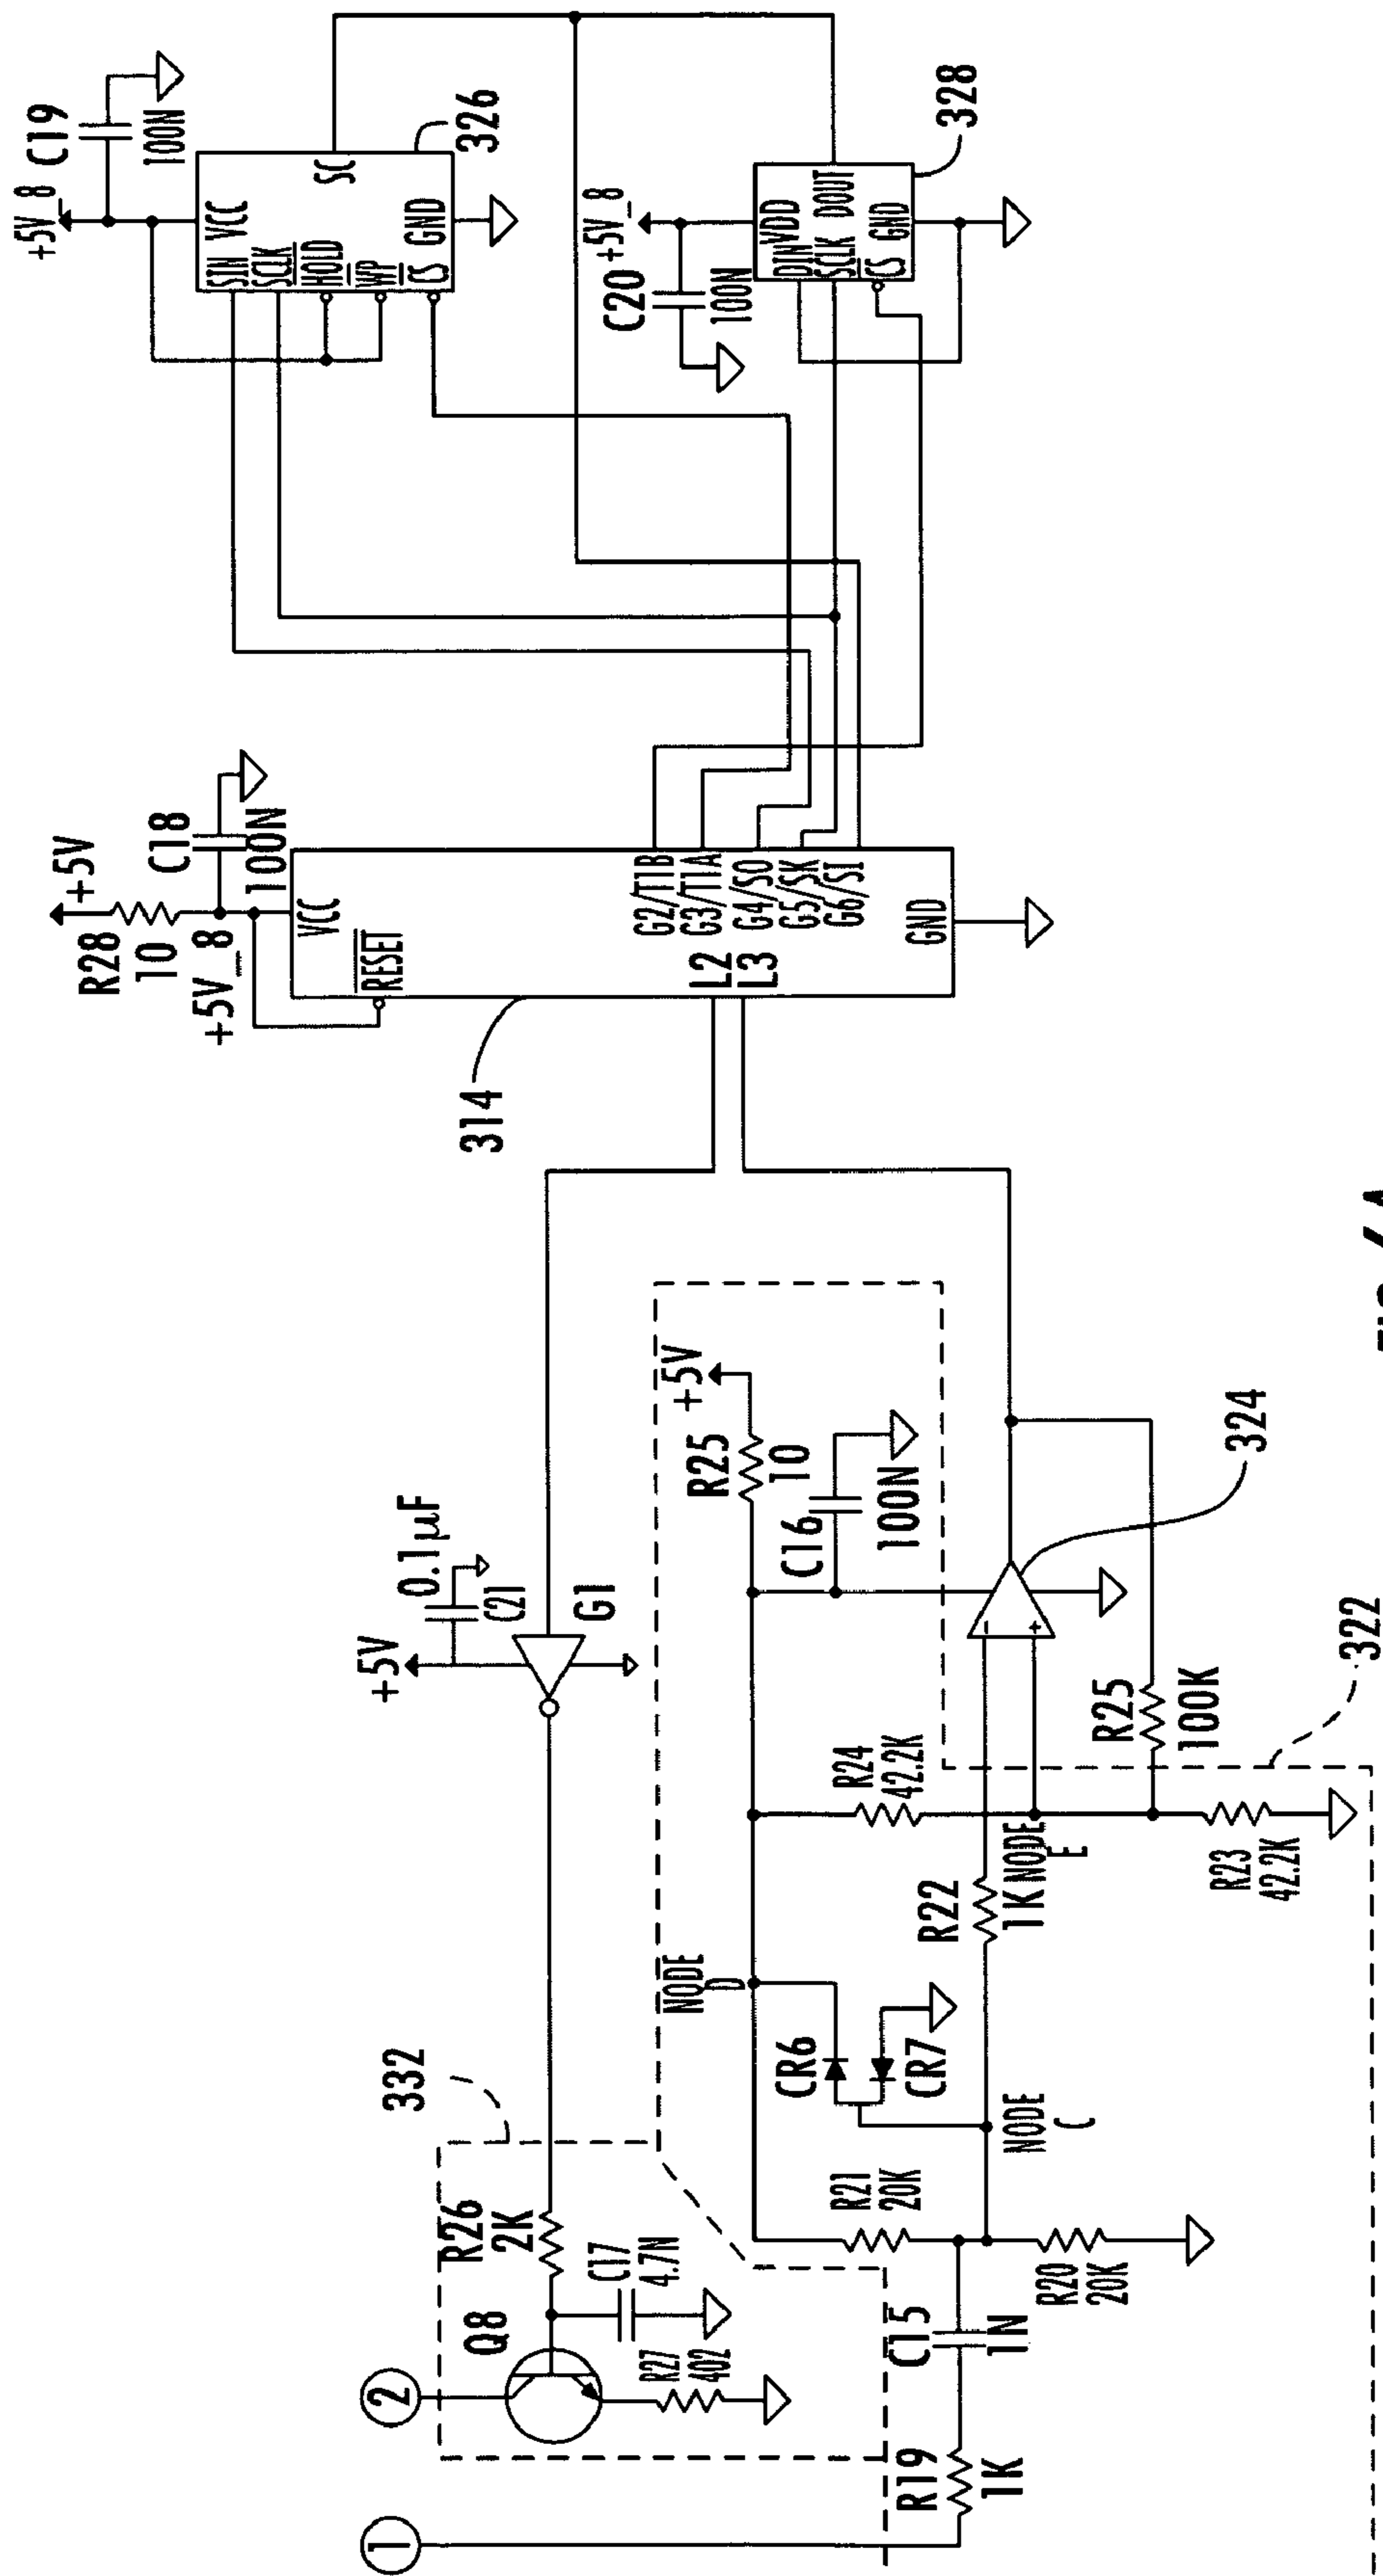 1
2
332
Q8
R26
2K
C17
4.7N
R27
402
+5V
0.1µF
C21
G1
R19
1K
C15
1N
R21
20K
R20
20K
NODE
C
CR6
CR7
NODE
D
R22
1K
NODE
E
R24
42.2K
R23
42.2K
R25
100K
R25
10
+5V
C16
100N
-
+
324
322
314
+5V
R28
10
+5V_8
C18
100N
VCC
RESET
L2
L3
G2/T1B
G3/T1A
G4/SO
G5/SK
G6/SI
GND
+5V_8
C19
100N
VCC
SIN
SCLK
HOLD
WP
CS
GND
SC
326
+5V_8
C20
100N
VDD
DIN
SCLK
CS
DOUT
GND
328